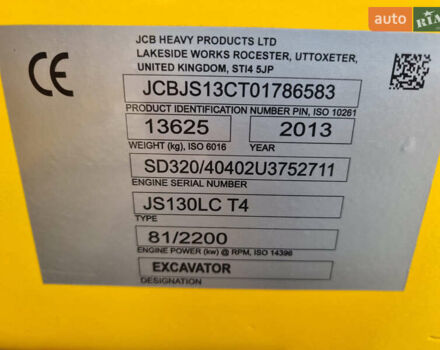 auto RIA
JCB HEAVY PRODUCTS LTD
LAKESIDE WORKS ROCESTER, UTTOXETER,
UNITED KINGDOM, ST14 5JP
CE
JCBJS13CT01786583
PRODUCT IDENTIFICATION NUMBER PIN, ISO 10261
13625 2013
WEIGHT (kg), ISO 6016 YEAR
SD320/40402U3752711
ENGINE SERIAL NUMBER
JS130LC T4
TYPE
81/2200
ENGINE POWER (kw) @ RPM, ISO 14396
EXCAVATOR
DESIGNATION